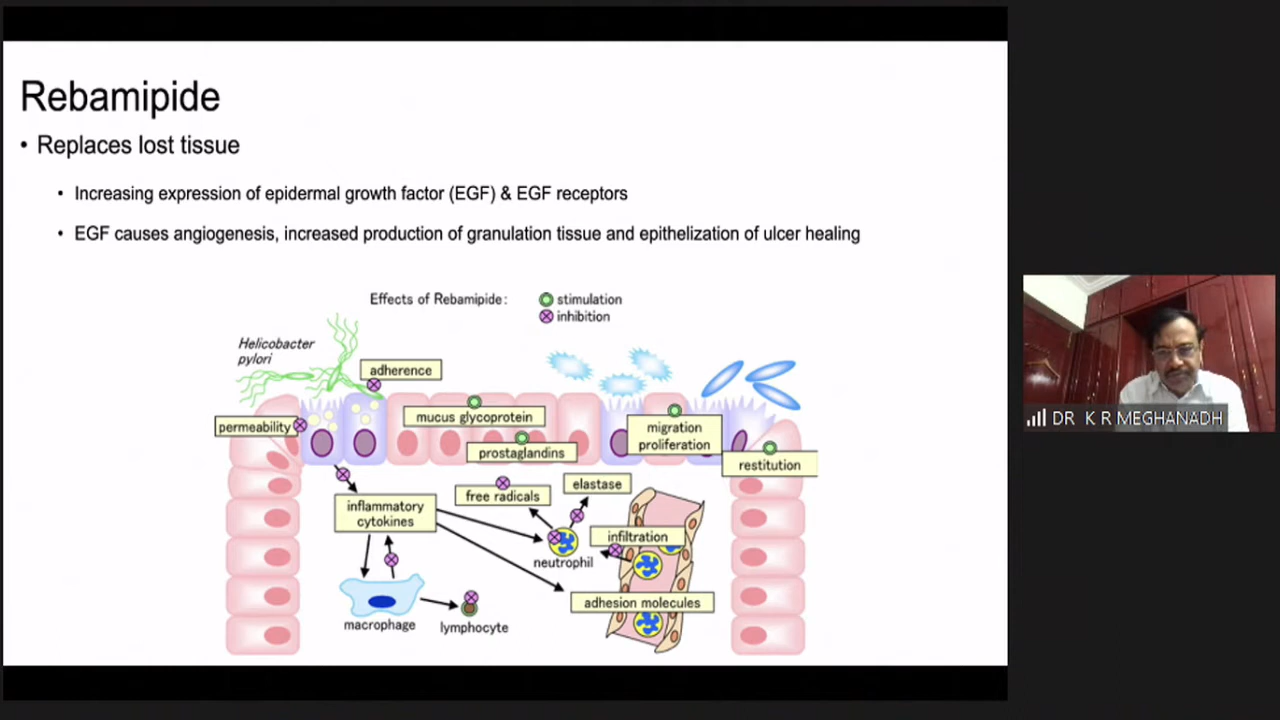 Rebamipide
• Replaces lost tissue
• Increasing expression of epidermal growth factor (EGF) & EGF receptors
• EGF causes angiogenesis, increased production of granulation tissue and epithelization of ulcer healing
Effects of Rebamipide:
stimulation
inhibition
Helicobacter
pylori
adherence
permeability
mucus glycoprotein
prostaglandins
migration
proliferation
restitution
inflammatory
cytokines
free radicals
elastase
neutrophil
infiltration
adhesion molecules
macrophage
lymphocyte
DR K R MEGHANADH